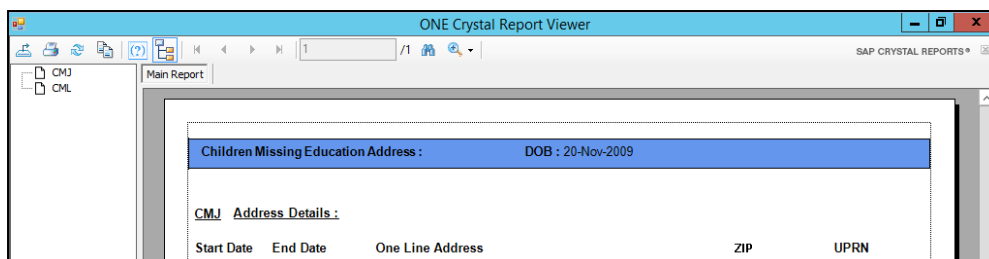 ONE Crystal Report Viewer
1 /1 SAP CRYSTAL REPORTS®
CMJ
CML
Main Report
Children Missing Education Address : DOB : 20-Nov-2009
CMJ Address Details :
Start Date End Date One Line Address ZIP UPRN